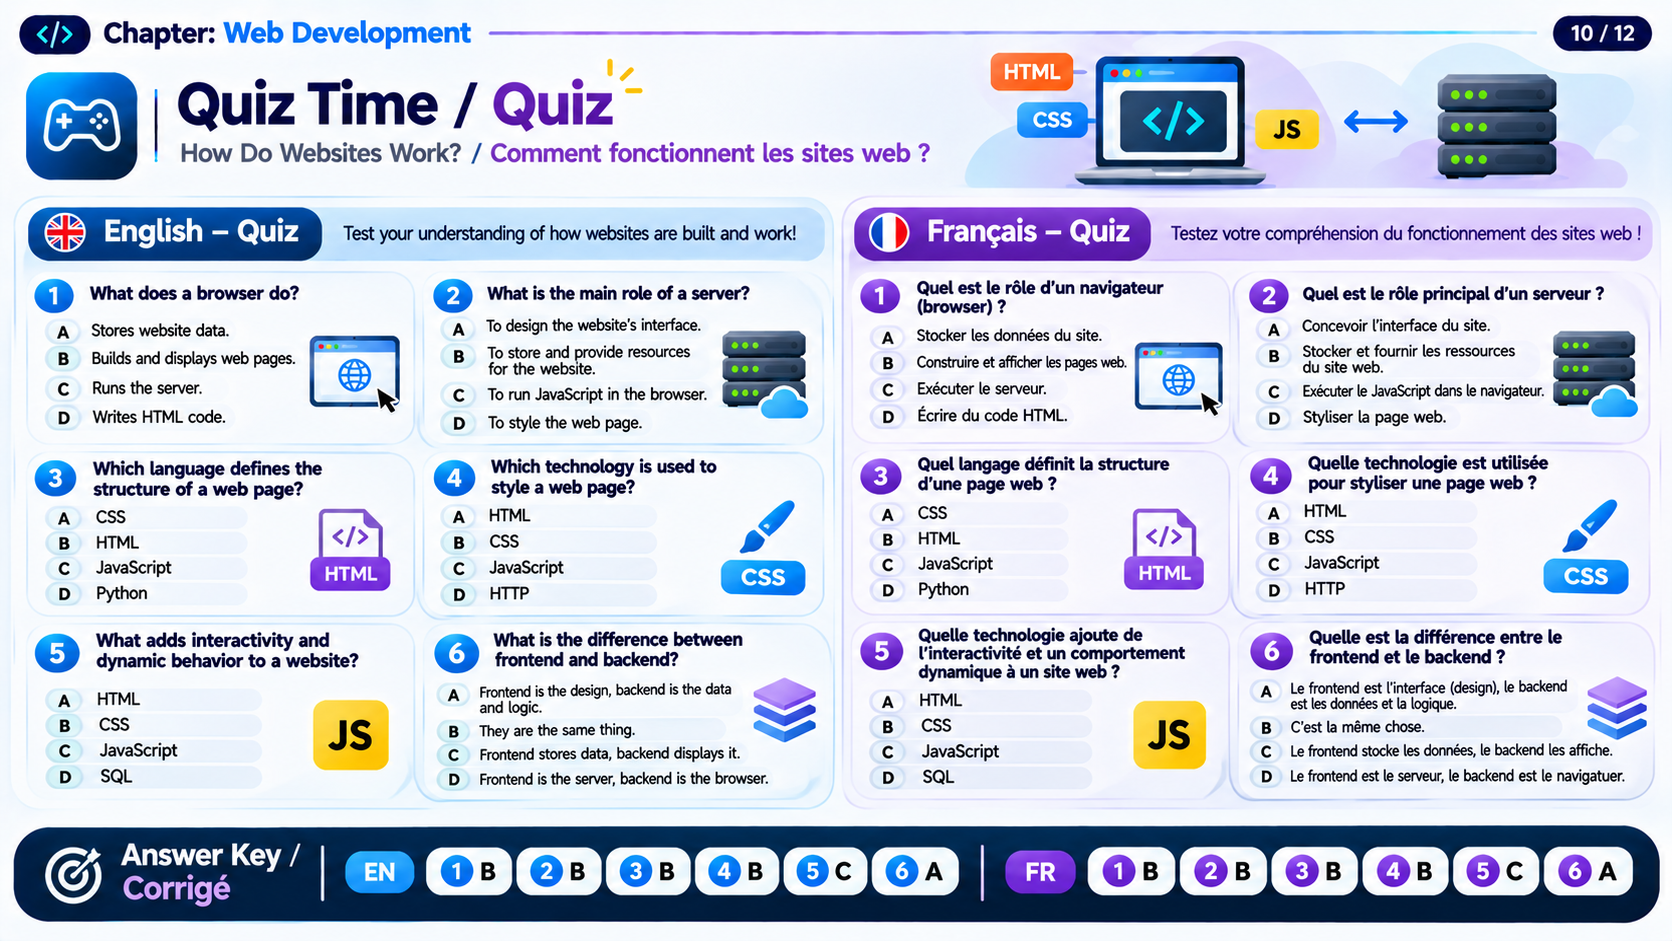 </> Chapter: Web Development
10 / 12
Quiz Time / Quiz
How Do Websites Work? / Comment fonctionnent les sites web ?
HTML
CSS
</>
JS
English – Quiz
Test your understanding of how websites are built and work!
1 What does a browser do?
A Stores website data.
B Builds and displays web pages.
C Runs the server.
D Writes HTML code.
2 What is the main role of a server?
A To design the website's interface.
B To store and provide resources
for the website.
C To run JavaScript in the browser.
D To style the web page.
3 Which language defines the
structure of a web page?
A CSS
B HTML
C JavaScript
D Python
</>
HTML
4 Which technology is used to
style a web page?
A HTML
B CSS
C JavaScript
D HTTP
CSS
5 What adds interactivity and
dynamic behavior to a website?
A HTML
B CSS
C JavaScript
D SQL
JS
6 What is the difference between
frontend and backend?
A Frontend is the design, backend is the data
and logic.
B They are the same thing.
C Frontend stores data, backend displays it.
D Frontend is the server, backend is the browser.
Français – Quiz
Testez votre compréhension du fonctionnement des sites web !
1 Quel est le rôle d'un navigateur
(browser) ?
A Stocker les données du site.
B Construire et afficher les pages web.
C Exécuter le serveur.
D Écrire du code HTML.
2 Quel est le rôle principal d'un serveur ?
A Concevoir l'interface du site.
B Stocker et fournir les ressources
du site web.
C Exécuter le JavaScript dans le navigateur.
D Styliser la page web.
3 Quel langage définit la structure
d'une page web ?
A CSS
B HTML
C JavaScript
D Python
</>
HTML
4 Quelle technologie est utilisée
pour styliser une page web ?
A HTML
B CSS
C JavaScript
D HTTP
CSS
5 Quelle technologie ajoute de
l'interactivité et un comportement
dynamique à un site web ?
A HTML
B CSS
C JavaScript
D SQL
JS
6 Quelle est la différence entre le
frontend et le backend ?
A Le frontend est l'interface (design), le backend
est les données et la logique.
B C'est la même chose.
C Le frontend stocke les données, le backend les affiche.
D Le frontend est le serveur, le backend est le navigatuer.
Answer Key /
Corrigé
EN 1 B 2 B 3 B 4 B 5 C 6 A
FR 1 B 2 B 3 B 4 B 5 C 6 A